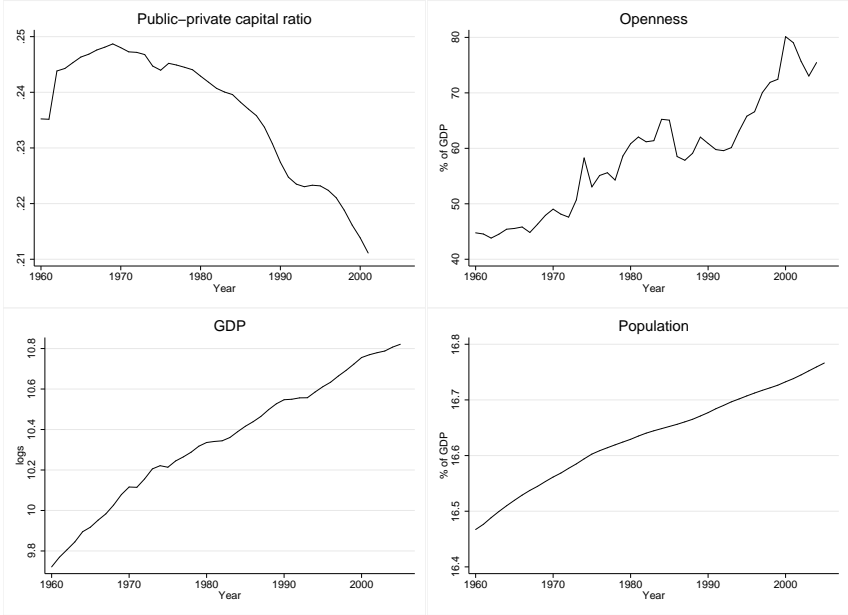 Public−private capital ratio
.25
.24
.23
.22
.21
1960 1970 1980 1990 2000
Year
Openness
% of GDP
80
70
60
50
40
1960 1970 1980 1990 2000
Year
GDP
logs
10.8
10.6
10.4
10.2
10
9.8
1960 1970 1980 1990 2000
Year
Population
% of GDP
16.8
16.7
16.6
16.5
16.4
1960 1970 1980 1990 2000
Year